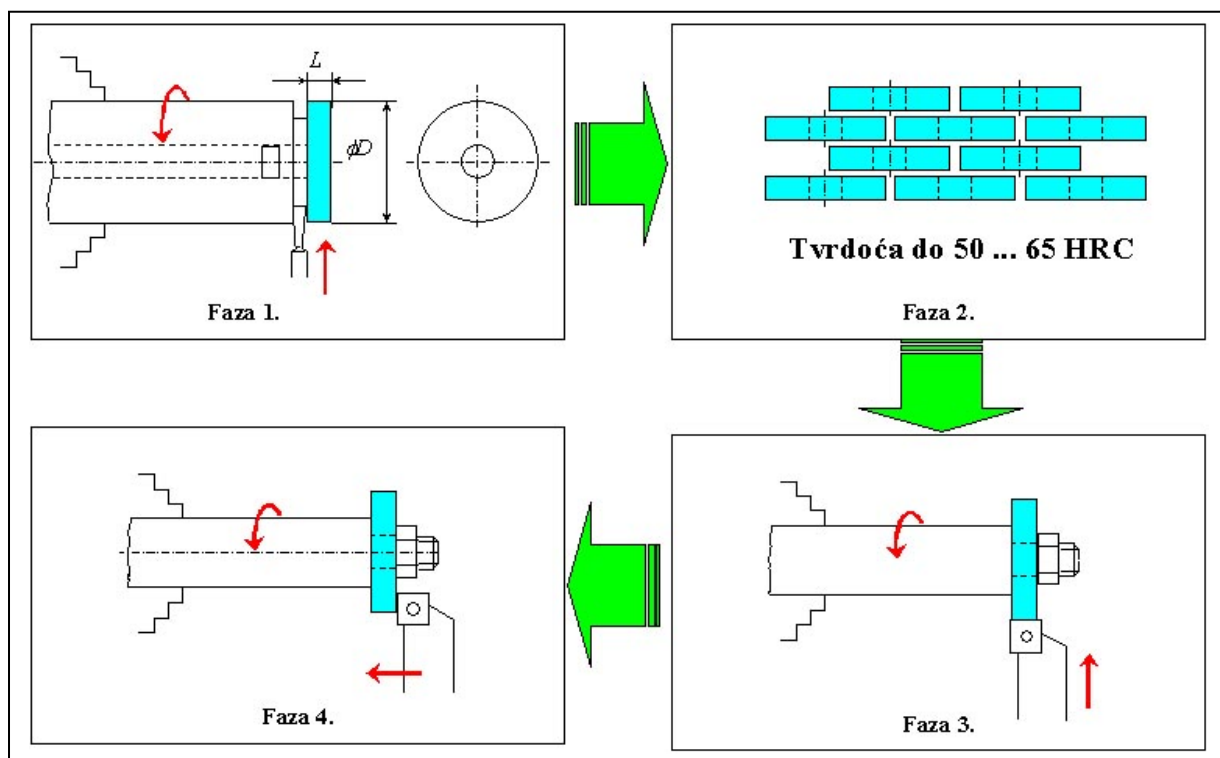 L
ϕD
Faza 1.
Tvrdoća do 50 ... 65 HRC
Faza 2.
Faza 4.
Faza 3.